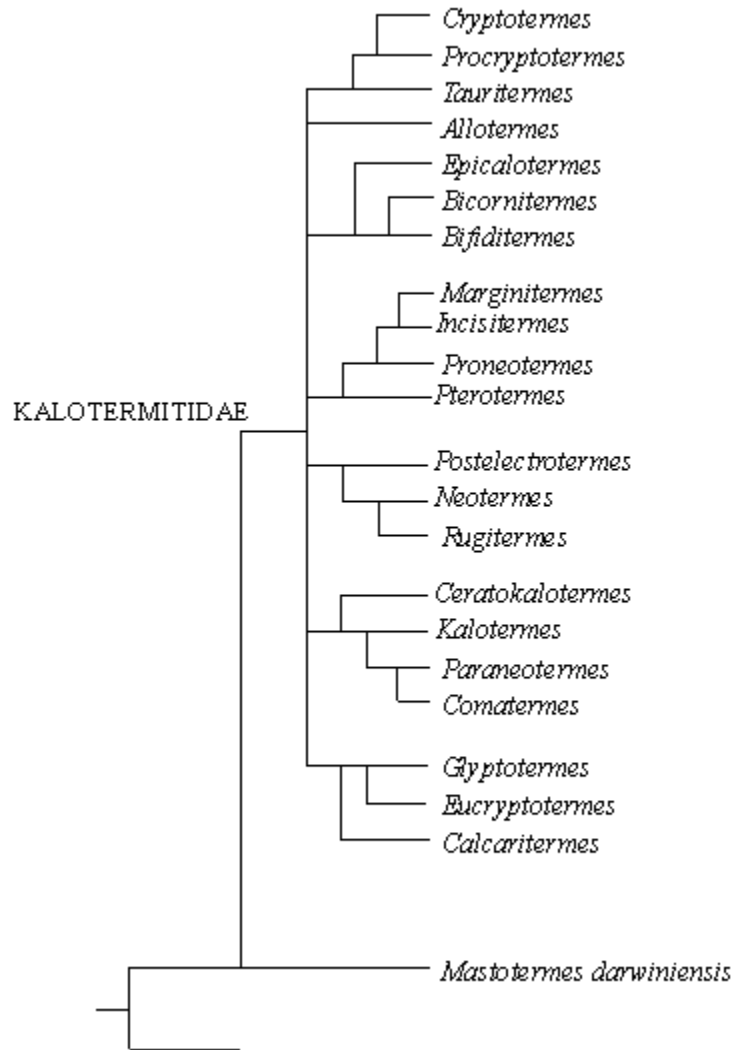 Cryptotermes
Procryptotermes
Tauritermes
Allotermes
Epicalotermes
Bicornitermes
Bifiditermes
Marginitermes
Incisitermes
Proneotermes
Pterotermes
KALOTERMITIDAE
Postelectrotermes
Neotermes
Rugitermes
Ceratokalotermes
Kalotermes
Paraneotermes
Comatermes
Glyptotermes
Eucryptotermes
Calcaritermes
Mastotermes darwiniensis